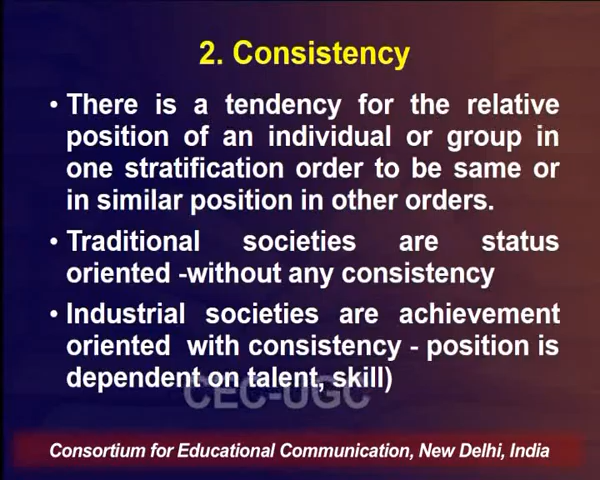 2. Consistency
• There is a tendency for the relative
position of an individual or group in
one stratification order to be same or
in similar position in other orders.
• Traditional societies are status
oriented -without any consistency
• Industrial societies are achievement
oriented with consistency - position is
dependent on talent, skill)
CEC-UGC
Consortium for Educational Communication, New Delhi, India